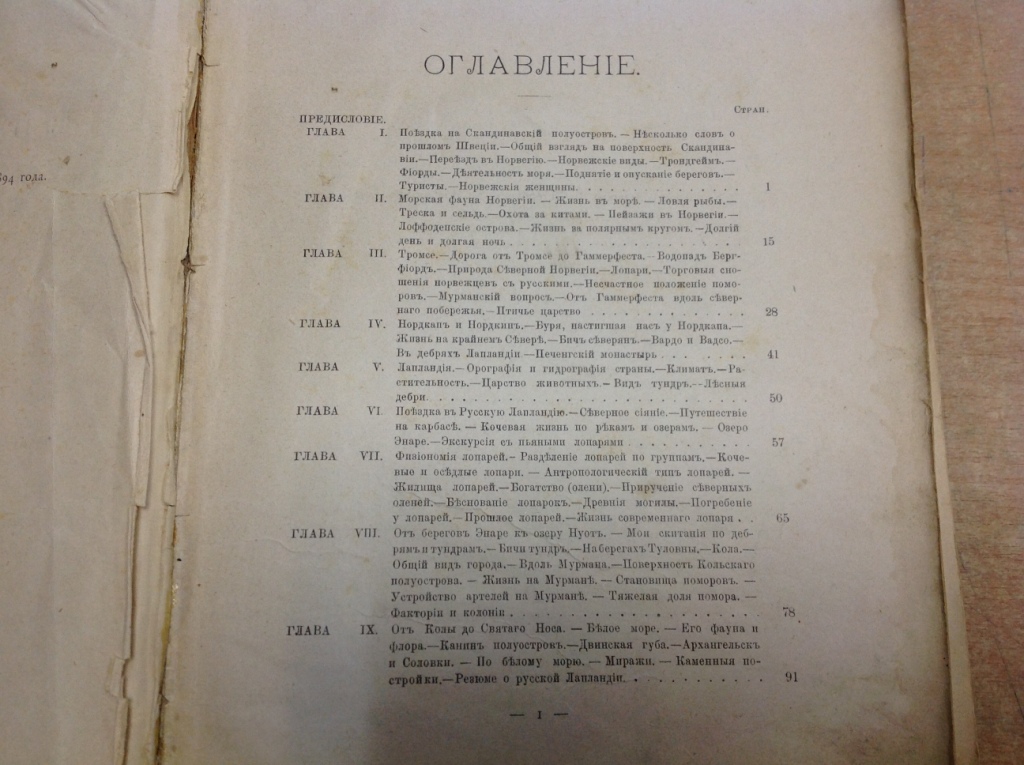 894 года.
ОГЛАВЛЕНІЕ.
Стран.
ПРЕДИСЛОВІЕ.
ГЛАВА I. Поѣздка на Скандинавскій полуостровъ. — Нѣсколько словъ о
прошломъ Швеціи.—Общій взглядъ на поверхность Скандина-
віи.—Переѣздъ въ Норвегію.—Норвежскіе виды.—Трондгеймъ.—
Фіорды.—Дѣятельность моря.—Поднятіе и опусканіе береговъ.—
Туристы.—Норвежскія женщины. . . . . . . . . . . . . . 1
ГЛАВА II. Морская фауна Норвегіи. — Жизнь въ морѣ. — Ловля рыбы.—
Треска и сельдь.—Охота за китами. — Пейзажи въ Норвегіи.—
Лоффоденскіе острова.—Жизнь за полярнымъ кругомъ.—Долгій
день и долгая ночь . . . . . . . . . . . . . . . . . . 15
ГЛАВА III. Тромсе.—Дорога отъ Тромсе до Гаммерфеста.—Водопадъ Берг-
фіордъ.—Природа Сѣверной Норвегіи.—Лопари.—Торговыя сно-
шенія норвежцевъ съ русскими.—Несчастное положеніе помо-
ровъ.—Мурманскій вопросъ.—Отъ Гаммерфеста вдоль сѣвер-
наго побережья.—Птичье царство . . . . . . . . . . . . 28
ГЛАВА IV. Нордкапъ и Нордкинъ.—Буря, настигшая насъ у Нордкапа.—
Жизнь на крайнемъ Сѣверѣ.—Бичъ сѣверянъ.—Вардо и Вадсо.—
Въ дебряхъ Лапландіи —Печенгскій монастырь . . . . . . 41
ГЛАВА V. Лапландія.—Орографія и гидрографія страны.—Климатъ.—Ра-
стительность.—Царство животныхъ.—Видъ тундръ.—Лѣсныя
дебри. . . . . . . . . . . . . . . . . . . . . . . . . 50
ГЛАВА VI. Поѣздка въ Русскую Лапландію.—Сѣверное сіяніе.—Путешествіе
на карбасѣ. — Кочевая жизнь по рѣкамъ и озерамъ. — Озеро
Энаре.—Экскурсія съ пьяными лопарями . . . . . . . . . 57
ГЛАВА VII. Физіономія лопарей.—Раздѣленіе лопарей по группамъ.—Коче-
вые и осѣдлые лопари. — Антропологическій типъ лопарей. —
Жилища лопарей.—Богатство (олени).—Прирученіе сѣверныхъ
оленей.—Бѣснованіе лопарокъ.—Древнія могилы.—Погребеніе
у лопарей.—Прошлое лопарей.—Жизнь современнаго лопаря . . 65
ГЛАВА VIII. Отъ береговъ Энаре къ озеру Нуотъ.— Мои скитанія по деб-
рямъ и тундрамъ.— Бичи тундръ.—На берегахъ Туломы.—Кола.—
Общій видъ города.—Вдоль Мурмана.—Поверхность Кольскаго
полуострова. — Жизнь на Мурманѣ. — Становища поморовъ. —
Устройство артелей на Мурманѣ. — Тяжелая доля помора. —
Факторіи и колоніи . . . . . . . . . . . . . . . . . . 78
ГЛАВА IX. Отъ Колы до Святаго Носа. — Бѣлое море. — Его фауна и
флора.—Канинъ полуостровъ.—Двинская губа.—Архангельскъ
и Соловки. — По бѣлому морю. — Миражи. — Каменныя по-
стройки.—Резюме о русской Лапландіи. . . . . . . . . . 91
— I —